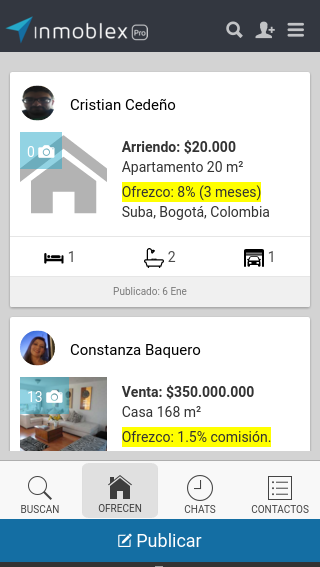 inmoblex Pro
Cristian Cedeño
0
Arriendo: $20.000
Apartamento 20 m²
Ofrezco: 8% (3 meses)
Suba, Bogotá, Colombia
1 2 1
Publicado: 6 Ene
Constanza Baquero
13
Venta: $350.000.000
Casa 168 m²
Ofrezco: 1.5% comisión.
BUSCAR OFRECEN CHATS CONTACTOS
Publicar